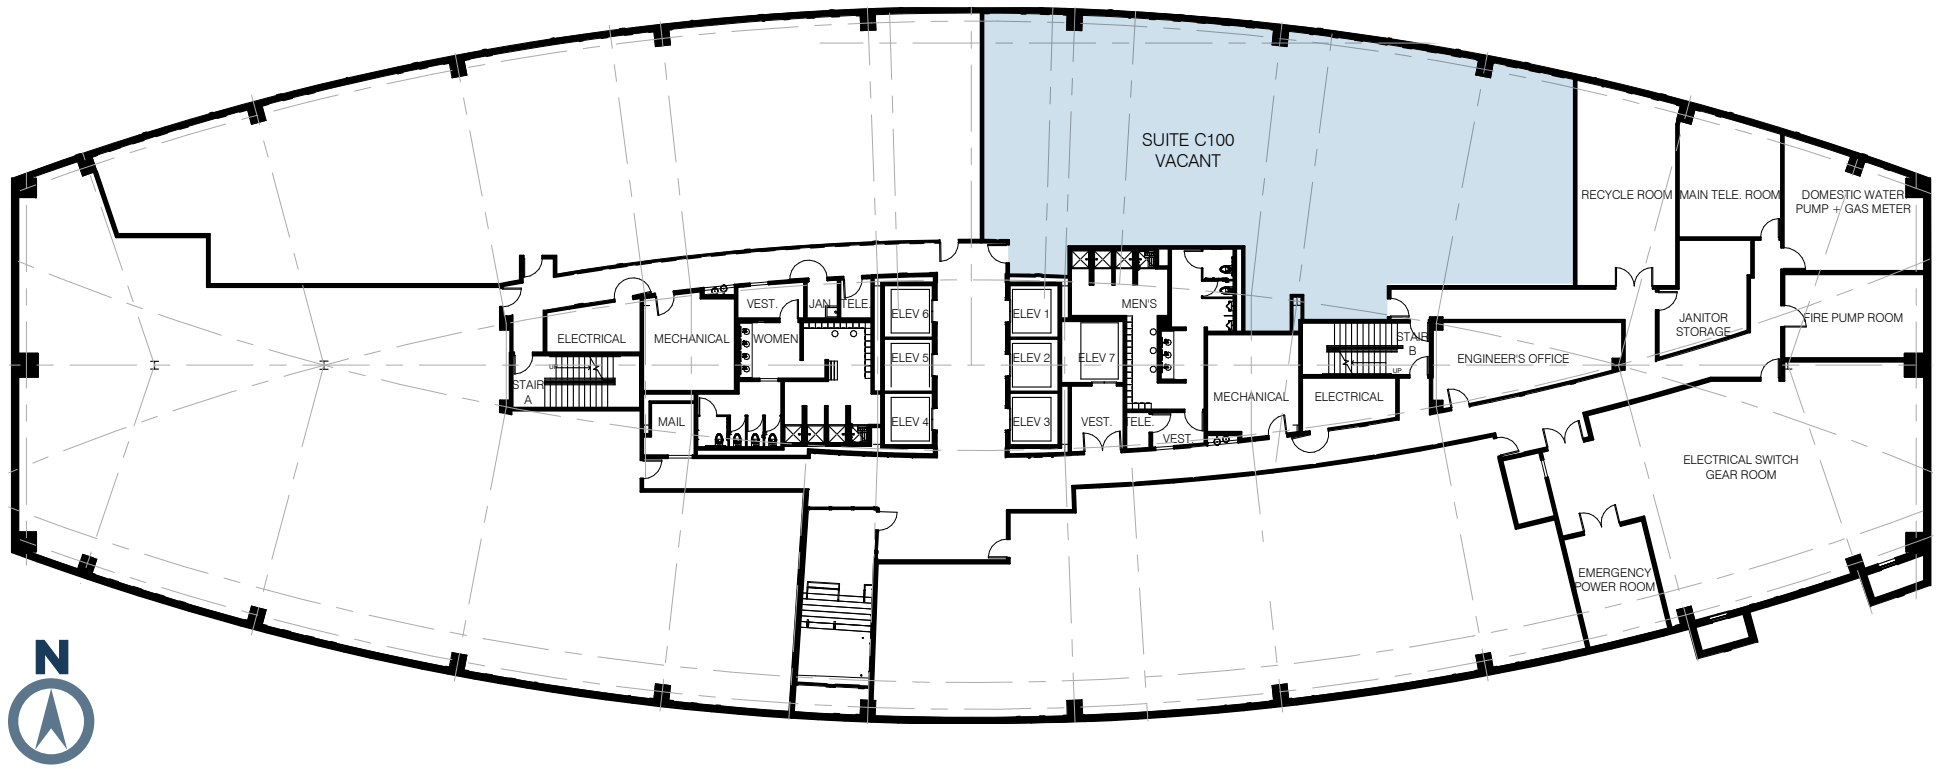 SUITE C100
VACANT
RECYCLE ROOM
MAIN TELE. ROOM
DOMESTIC WATER
PUMP + GAS METER
VEST.
JAN.
TELE.
ELEV 6
ELEV 1
MEN'S
JANITOR
STORAGE
FIRE PUMP ROOM
ELECTRICAL
MECHANICAL
WOMEN
ELEV 5
ELEV 2
ELEV 7
STAIR
B
ENGINEER'S OFFICE
UP
UP
STAIR
A
MAIL
ELEV 4
ELEV 3
VEST.
TELE.
VEST.
MECHANICAL
ELECTRICAL
ELECTRICAL SWITCH
GEAR ROOM
EMERGENCY
POWER ROOM
N